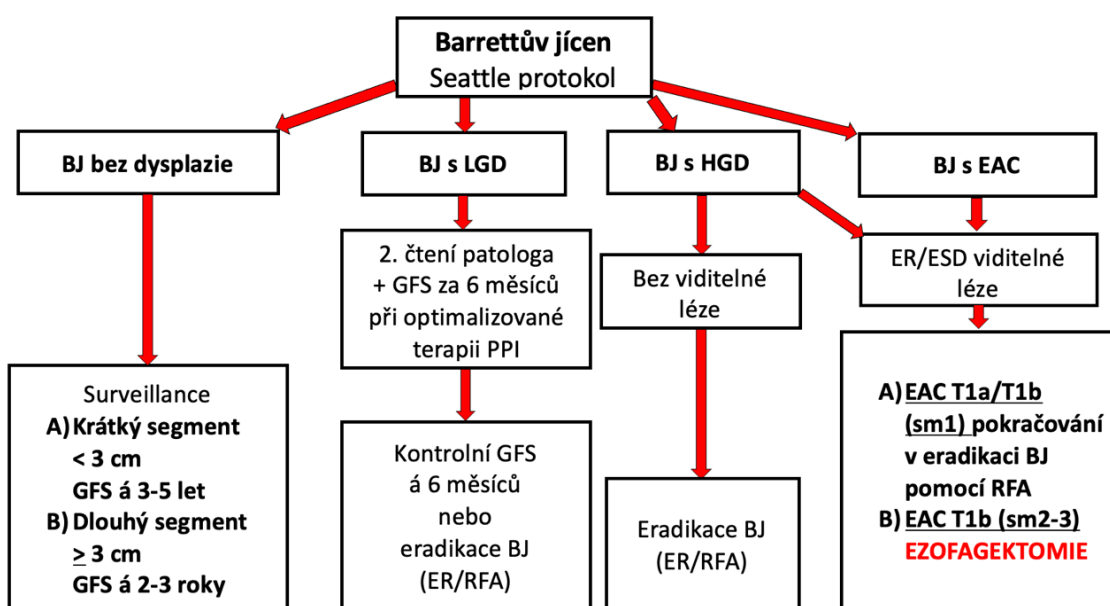 Barrettův jícen
Seattle protokol
BJ bez dysplazie
BJ s LGD
BJ s HGD
BJ s EAC
2. čtení patologa
+ GFS za 6 měsíců
při optimalizované
terapii PPI
Bez viditelné
léze
ER/ESD viditelné
léze
Surveillance
A) Krátký segment
< 3 cm
GFS á 3-5 let
B) Dlouhý segment
≥ 3 cm
GFS á 2-3 roky
Kontrolní GFS
á 6 měsíců
nebo
eradikace BJ
(ER/RFA)
Eradikace BJ
(ER/RFA)
A) EAC T1a/T1b
(sm1) pokračování
v eradikaci BJ
pomocí RFA
B) EAC T1b (sm2-3)
EZOFAGEKTOMIE